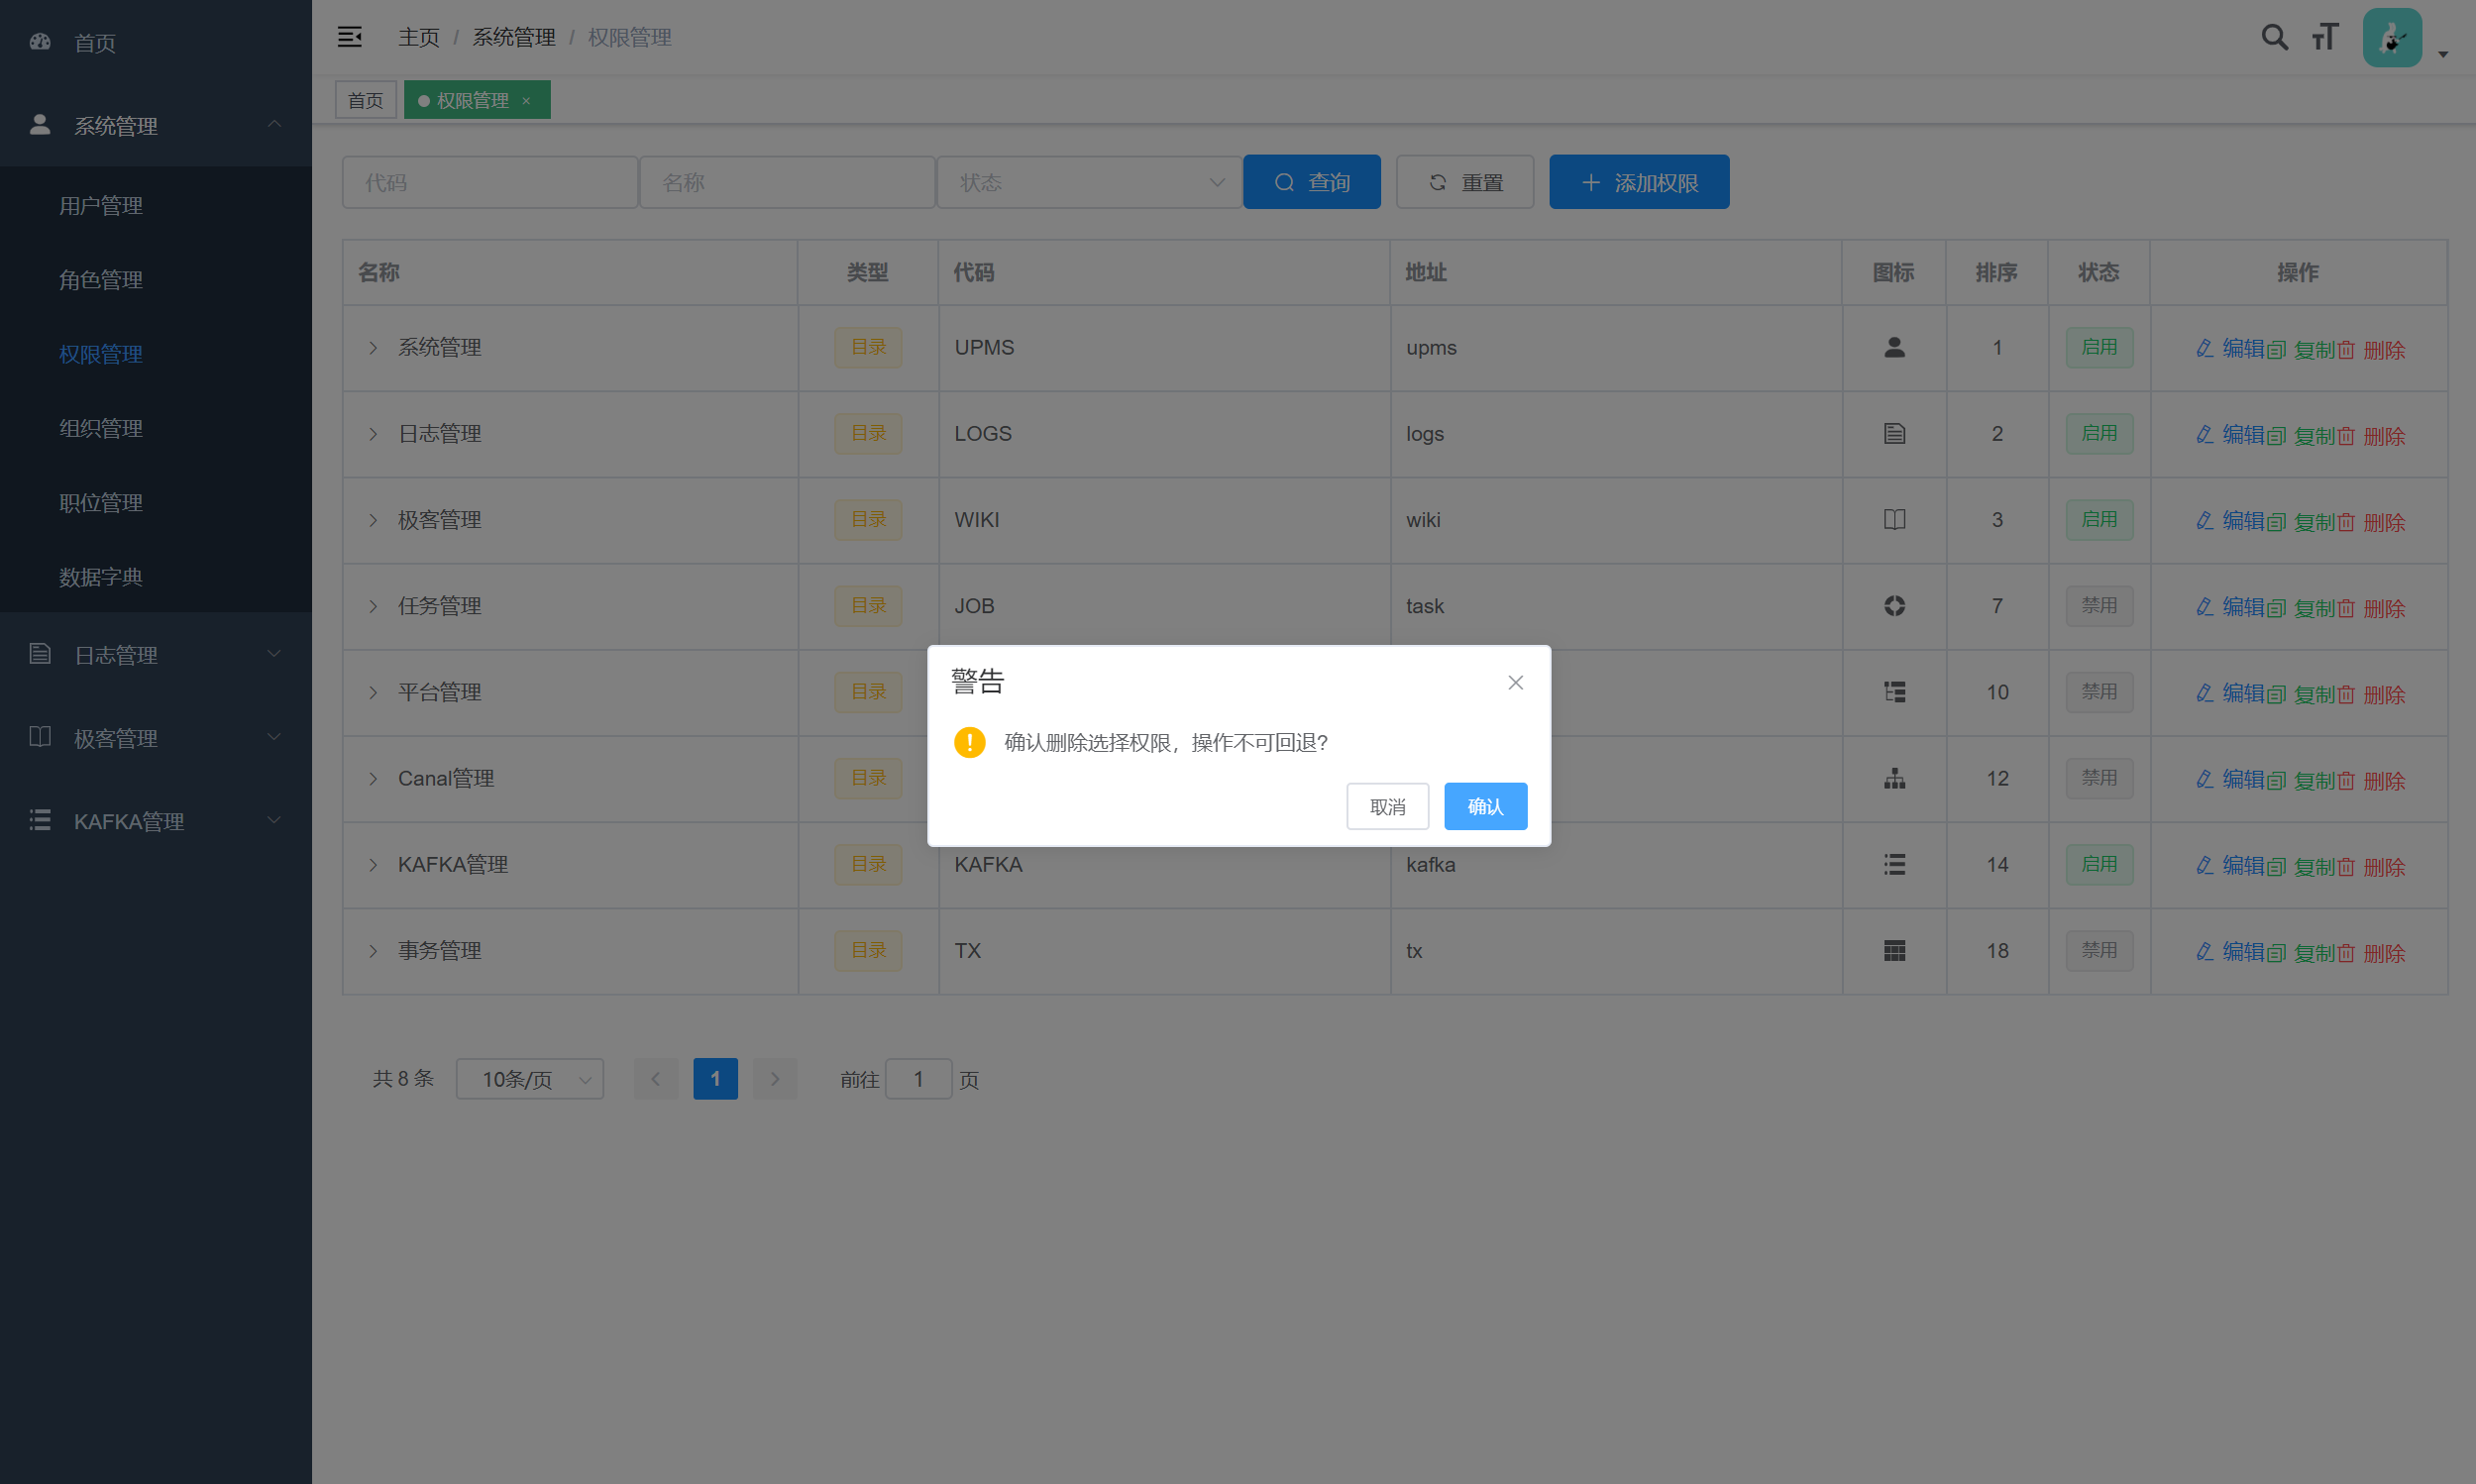 首页
系统管理
用户管理
角色管理
权限管理
组织管理
职位管理
数据字典
日志管理
极客管理
KAFKA管理
主页 / 系统管理 / 权限管理
首页 权限管理 ×
代码 名称 状态 查询 重置 添加权限
名称 类型 代码 地址 图标 排序 状态 操作
系统管理 目录 UPMS upms 1 启用 编辑 复制 删除
日志管理 目录 LOGS logs 2 启用 编辑 复制 删除
极客管理 目录 WIKI wiki 3 启用 编辑 复制 删除
任务管理 目录 JOB task 7 禁用 编辑 复制 删除
平台管理 目录 10 禁用 编辑 复制 删除
Canal管理 目录 12 禁用 编辑 复制 删除
KAFKA管理 目录 KAFKA kafka 14 启用 编辑 复制 删除
事务管理 目录 TX tx 18 禁用 编辑 复制 删除
警告
确认删除选择权限，操作不可回退?
取消 确认
共 8 条 10条/页 1 前往 1 页